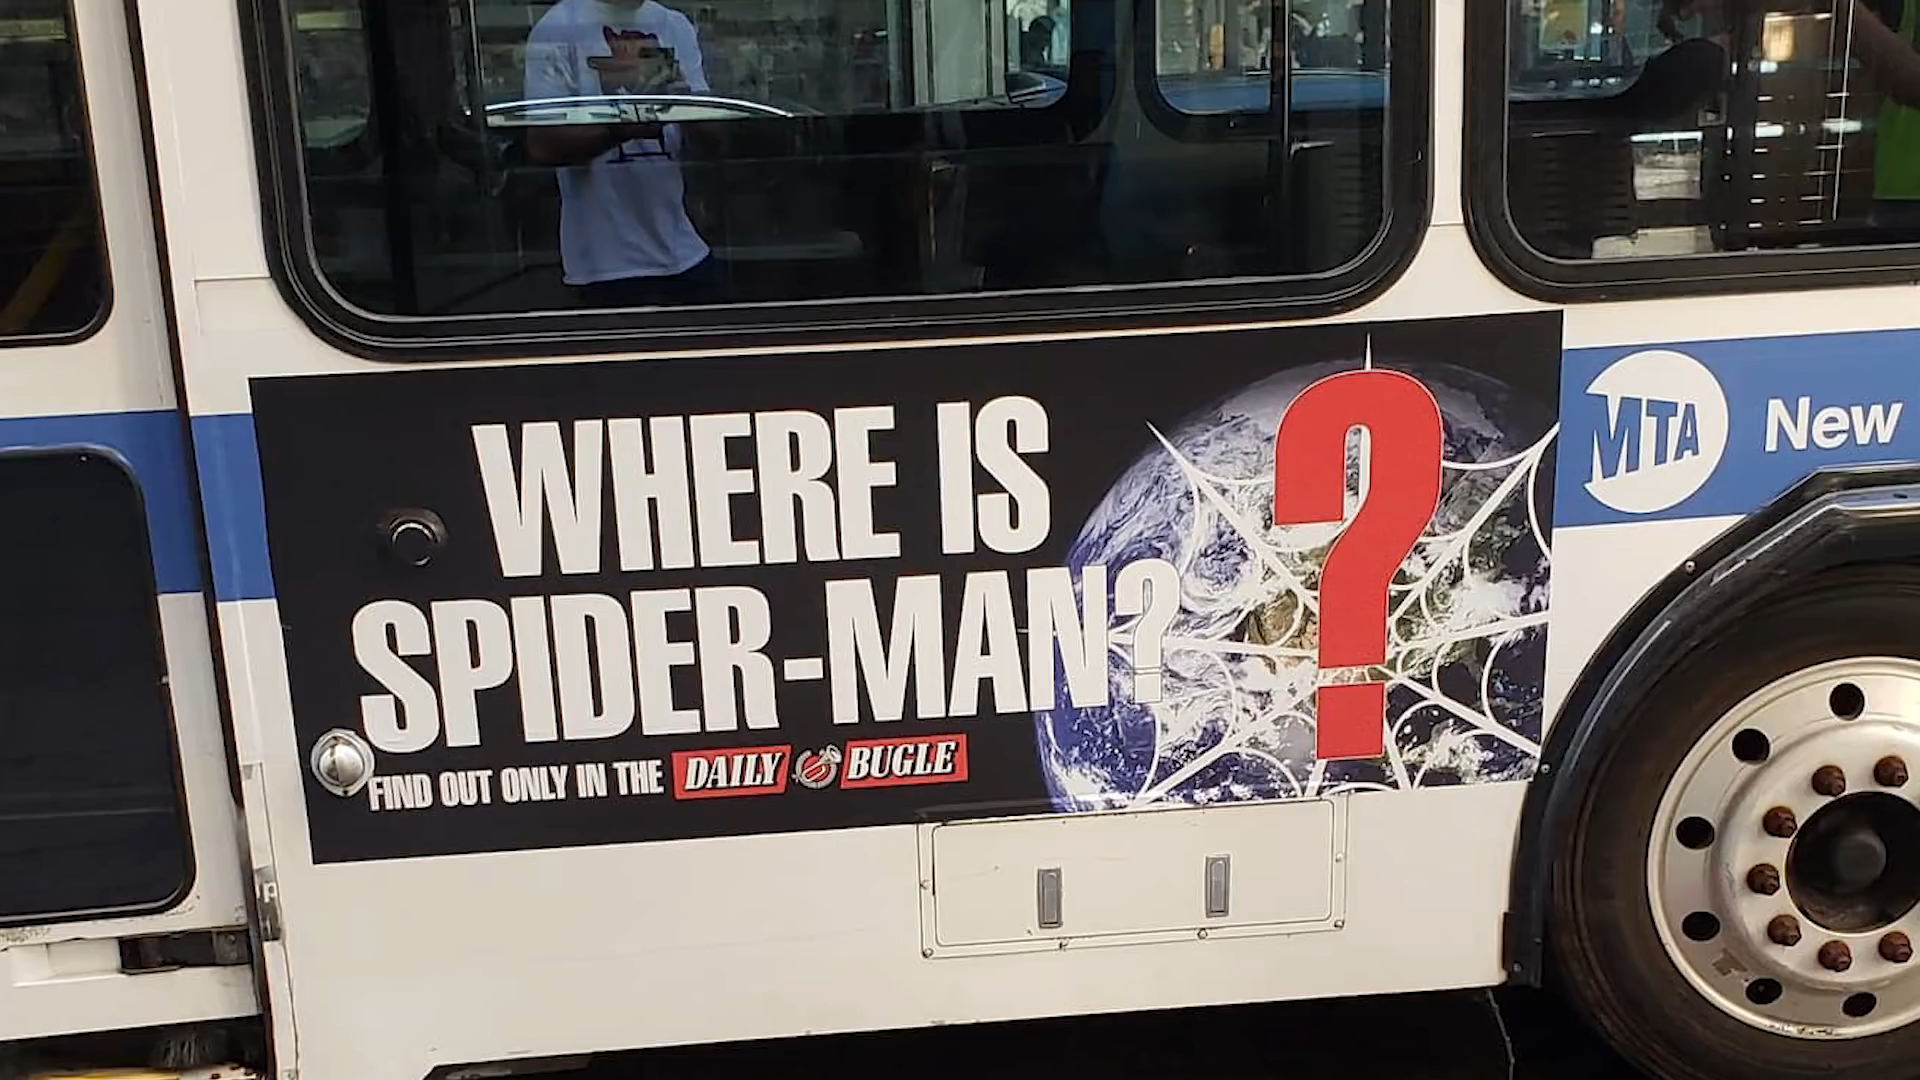 WHERE IS
SPIDER-MAN?
FIND OUT ONLY IN THE DAILY BUGLE
?
MTA New